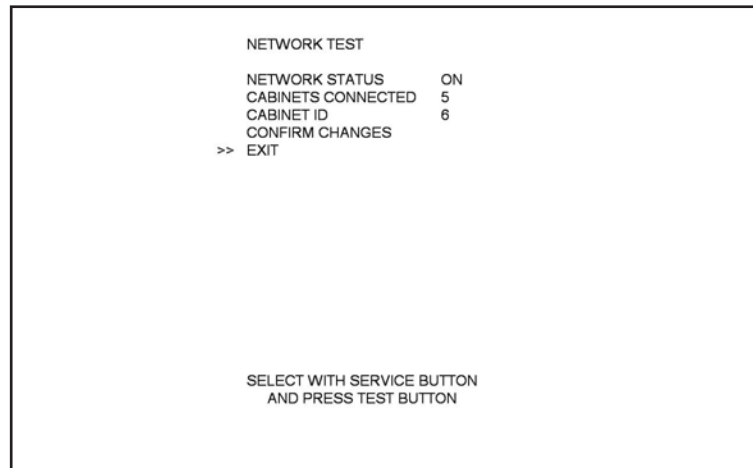 NETWORK TEST
NETWORK STATUS ON
CABINETS CONNECTED 5
CABINET ID 6
CONFIRM CHANGES
>> EXIT
SELECT WITH SERVICE BUTTON
AND PRESS TEST BUTTON